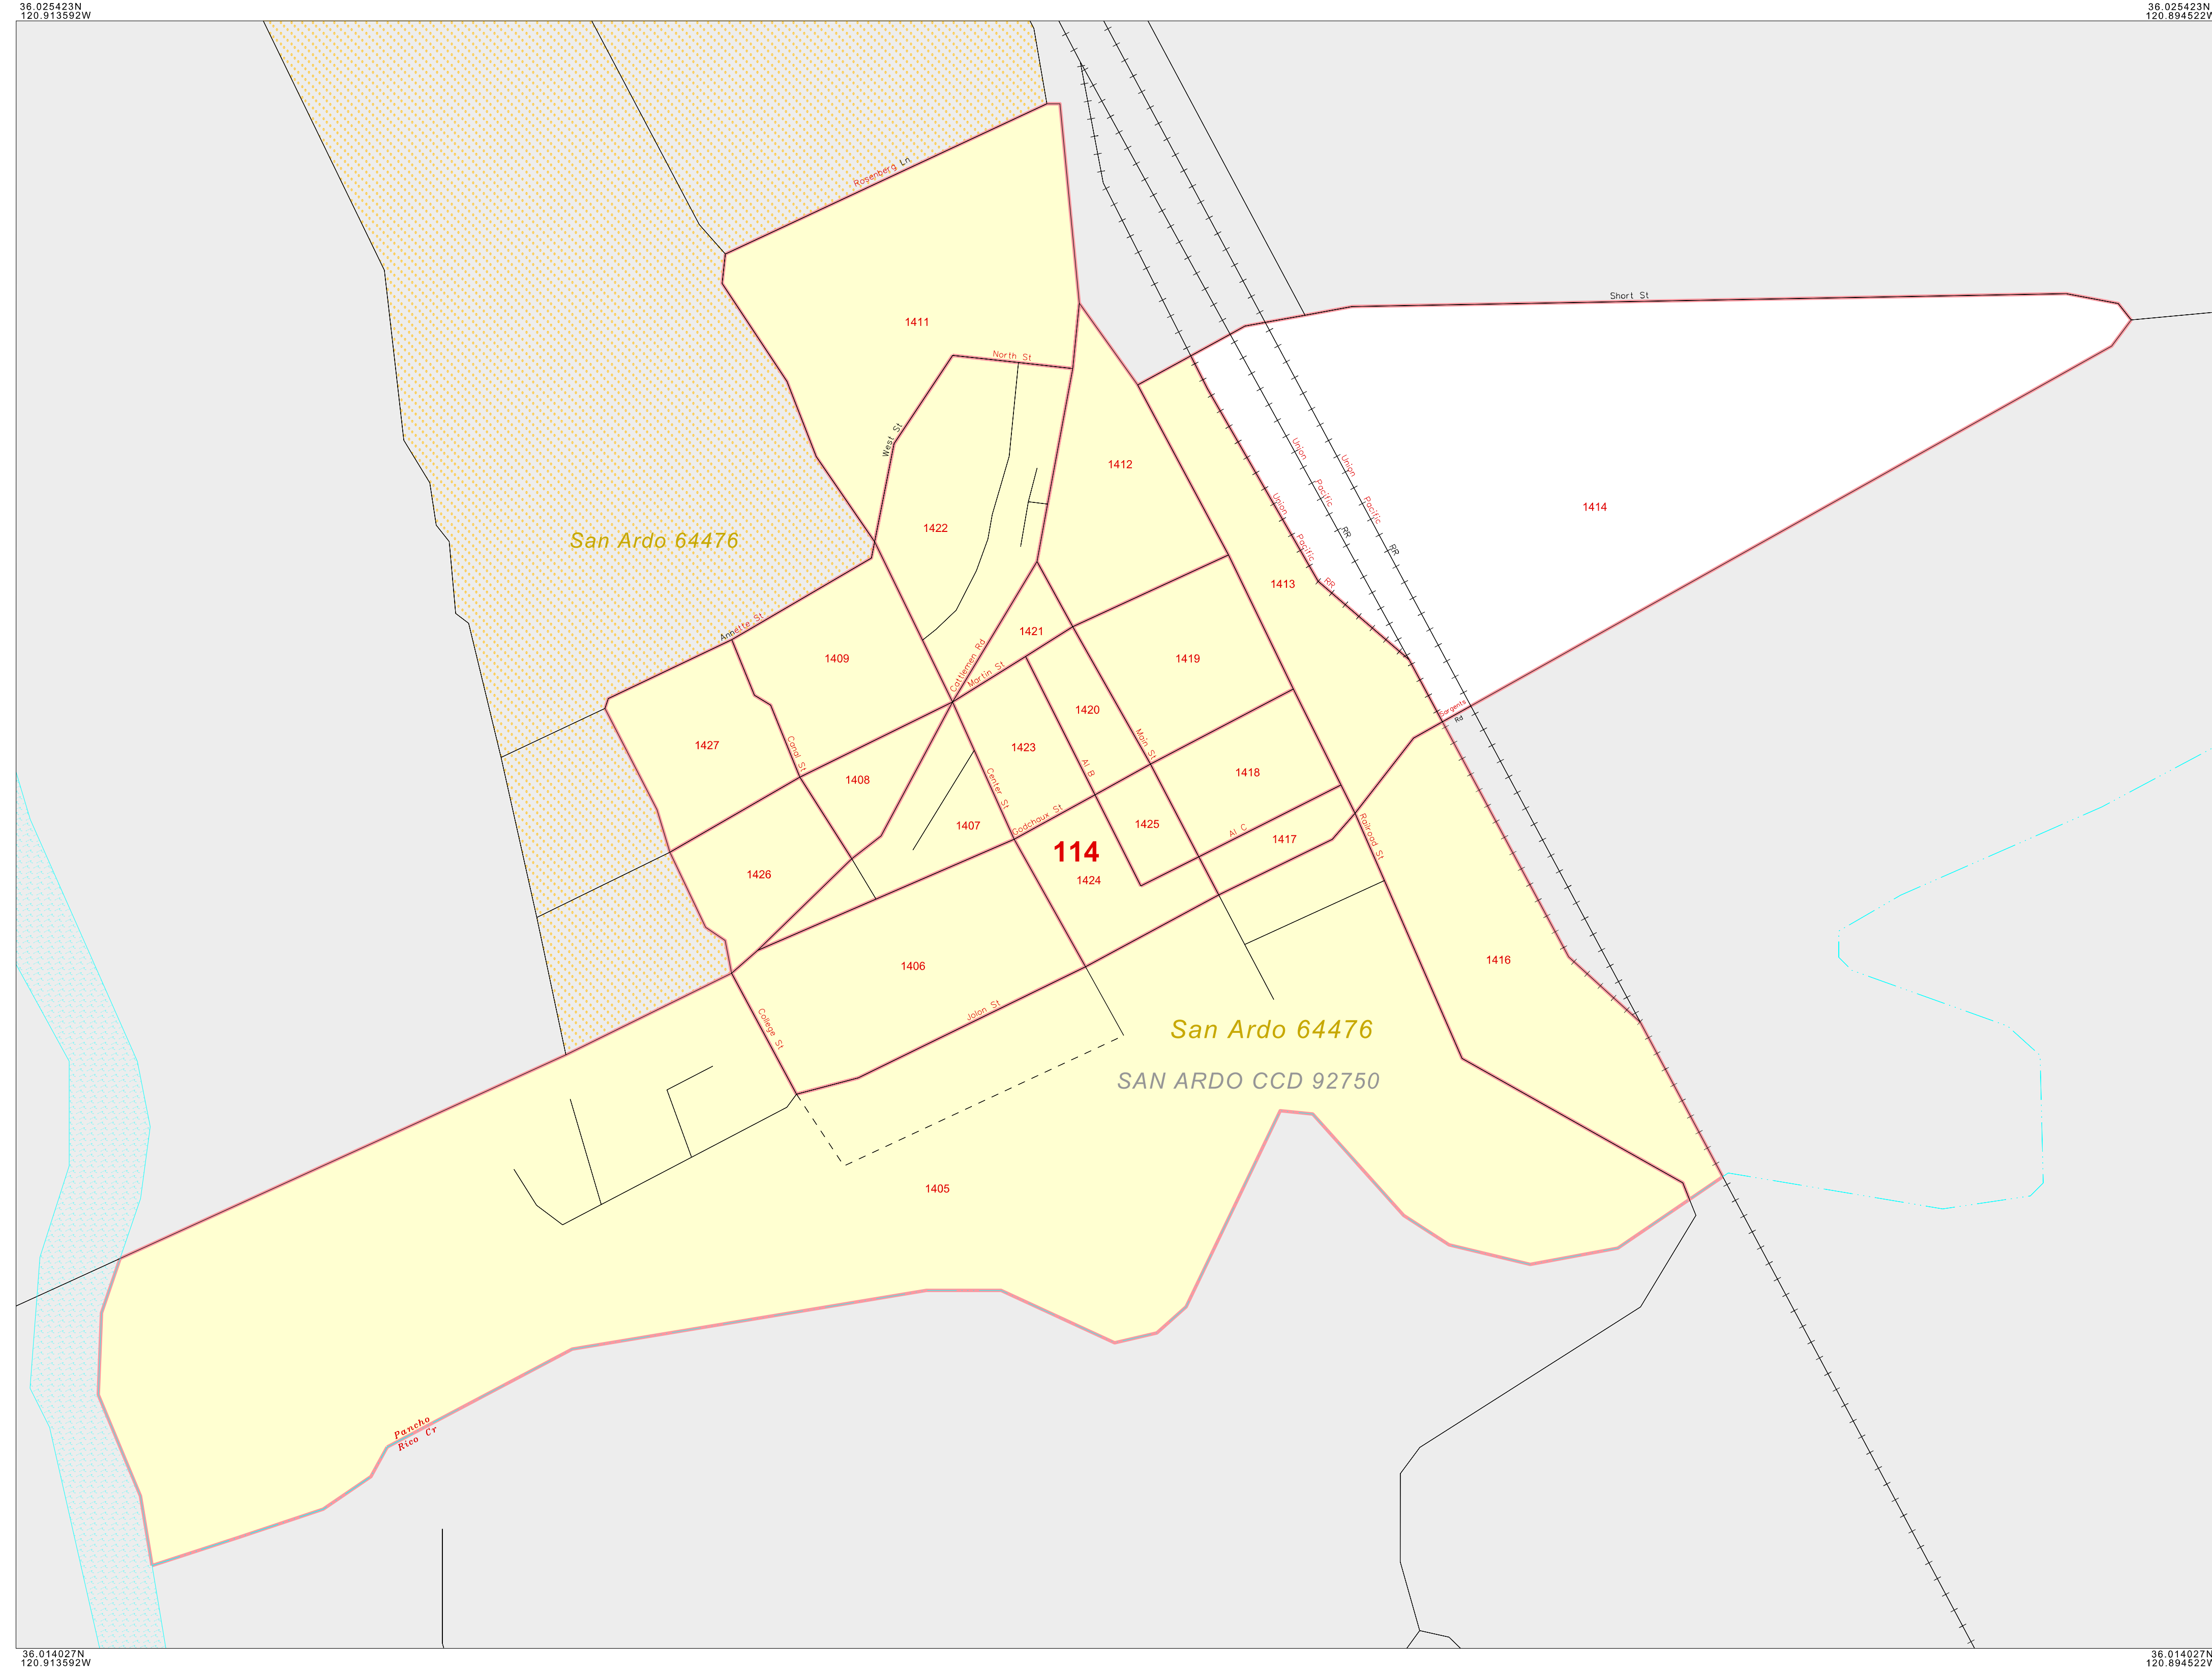 36.025423N
120.913592W
36.025423N
120.894522W
Rosenberg Ln
Short St
1411
North St
West St
1412
Union Pacific RR
Union Pacific RR
Union Pacific RR
1414
1422
San Ardo 64476
1413
Annette St
1421
1409
Cattlemen Rd
Martin St
1419
1420
Sargents Rd
1427
Canal St
1423
Main St
1408
Al B
1418
Center St
1407
Godchaux St
1425
Al C
1417
Railroad St
114
1426
1424
1406
1416
College St
Jolon St
San Ardo 64476
SAN ARDO CCD 92750
1405
Pancho
Rico Cr
36.014027N
120.913592W
36.014027N
120.894522W